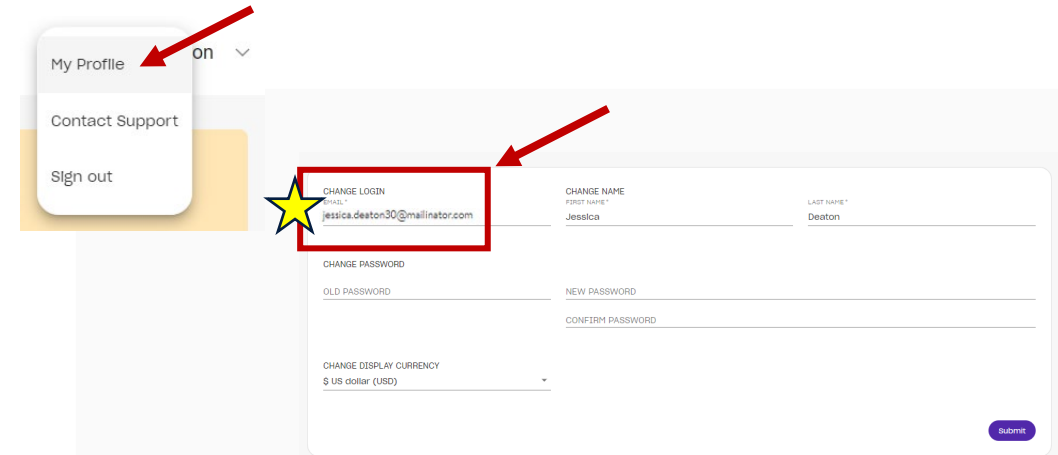 on
My Profile
Contact Support
Sign out
CHANGE LOGIN
EMAIL *
jessica.deaton30@mailinator.com
CHANGE NAME
FIRST NAME *
Jessica
LAST NAME *
Deaton
CHANGE PASSWORD
OLD PASSWORD
NEW PASSWORD
CONFIRM PASSWORD
CHANGE DISPLAY CURRENCY
$ US dollar (USD)
Submit